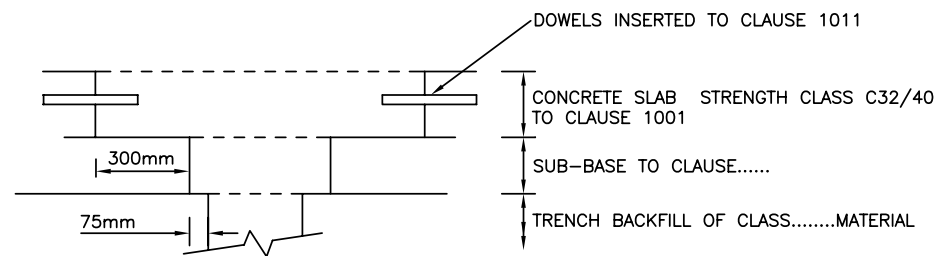 DOWELS INSERTED TO CLAUSE 1011
CONCRETE SLAB STRENGTH CLASS C32/40
TO CLAUSE 1001
300mm
SUB-BASE TO CLAUSE......
75mm
TRENCH BACKFILL OF CLASS........MATERIAL